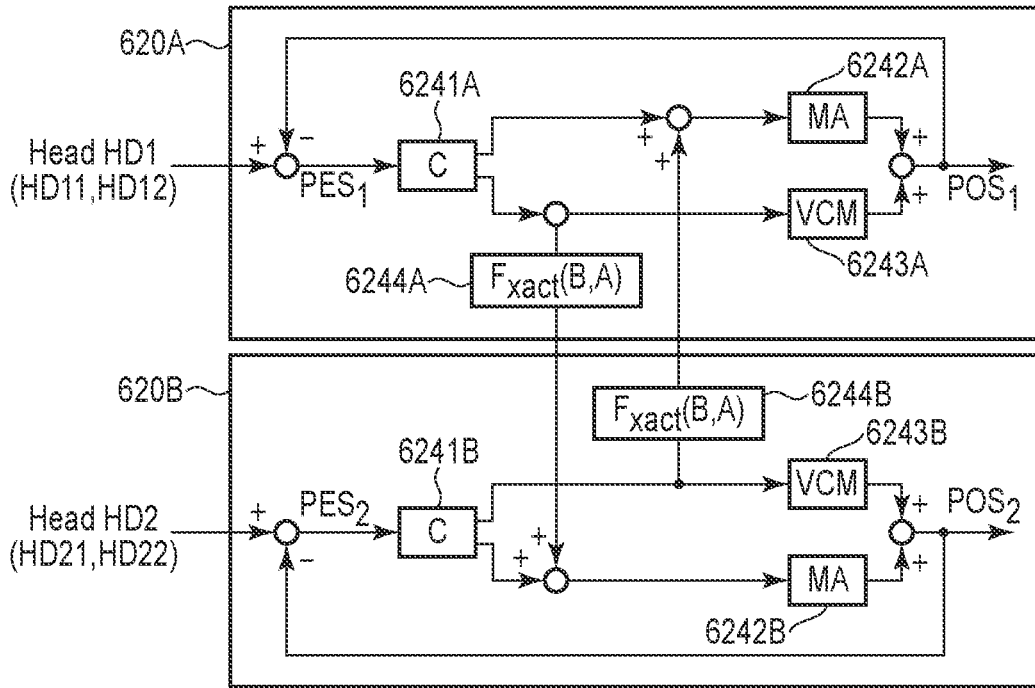 620A
6241A
6242A
+
−
+
+
Head HD1
(HD11,HD12)
PES1
C
MA
+
+
POS1
VCM
6244A
Fxact(B,A)
6243A
620B
6244B
Fxact(B,A)
6241B
6243B
+
PES2
C
VCM
+
POS2
Head HD2
(HD21,HD22)
−
+
+
MA
+
6242B